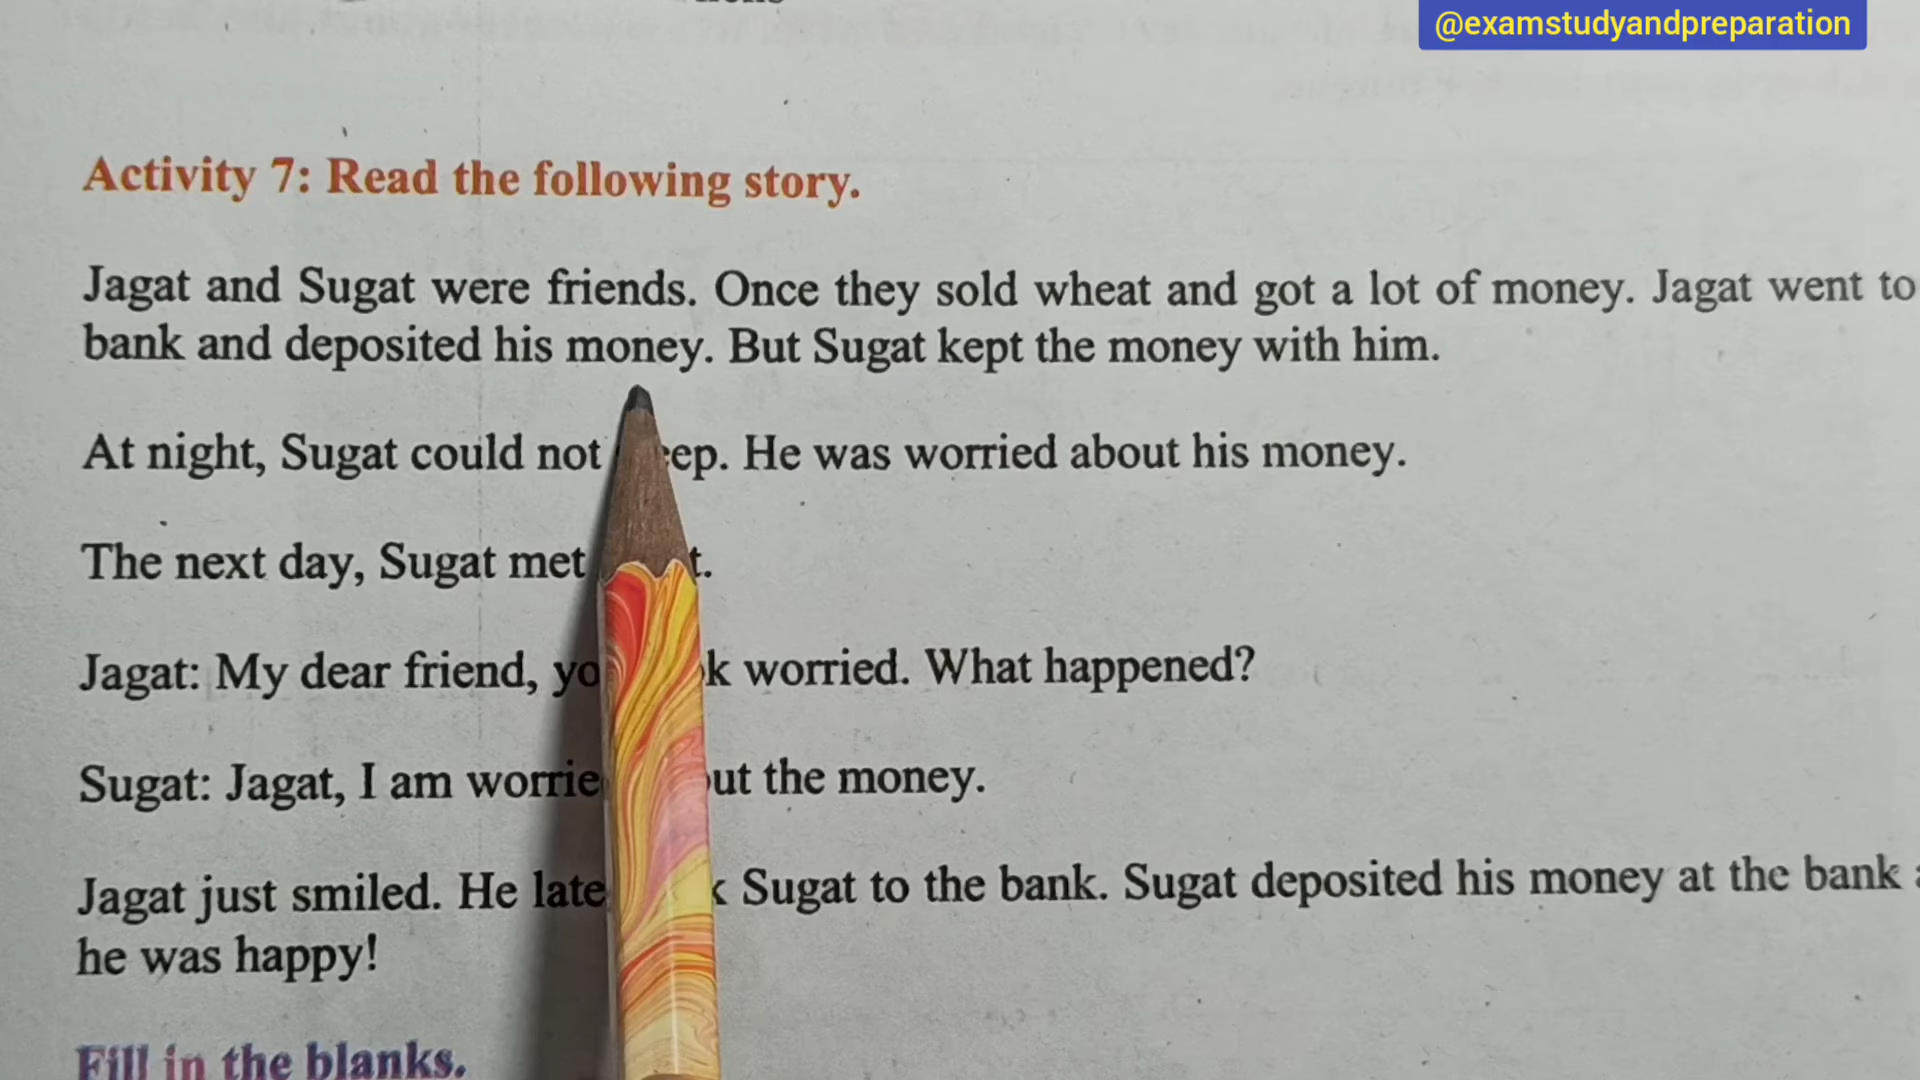 @examstudyandpreparation
Activity 7: Read the following story.
Jagat and Sugat were friends. Once they sold wheat and got a lot of money. Jagat went to
bank and deposited his money. But Sugat kept the money with him.
At night, Sugat could not eep. He was worried about his money.
The next day, Sugat met t.
Jagat: My dear friend, yo k worried. What happened?
Sugat: Jagat, I am worrie ut the money.
Jagat just smiled. He late k Sugat to the bank. Sugat deposited his money at the bank
he was happy!
Fill in the blanks.